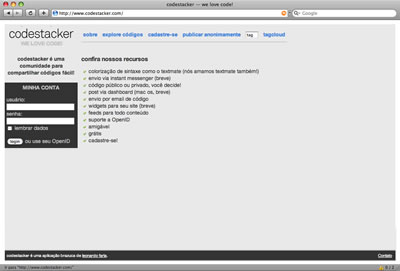 codestacker — we love code!
http://www.codestacker.com/
Google
codestacker
WE LOVE CODE!
sobre explore códigos cadastre-se publicar anonimamente tag tagcloud
codestacker é uma
comunidade para
compartilhar códigos fácil!
MINHA CONTA
usuário:
senha:
lembrar dados
login ou use seu OpenID
confira nossos recursos
colorização de sintaxe como o textmate (nós amamos textmate também!)
envio via instant messenger (breve)
código público ou privado, você decide!
post via dashboard (mac os, breve)
envio por email de código
widgets para seu site (breve)
feeds para todo conteúdo
suporte a OpenID
amigável
grátis
cadastre-se!
codestacker é uma aplicação brazuca de leonardo faria.
Contato
Ir para "http://www.codestacker.com/"